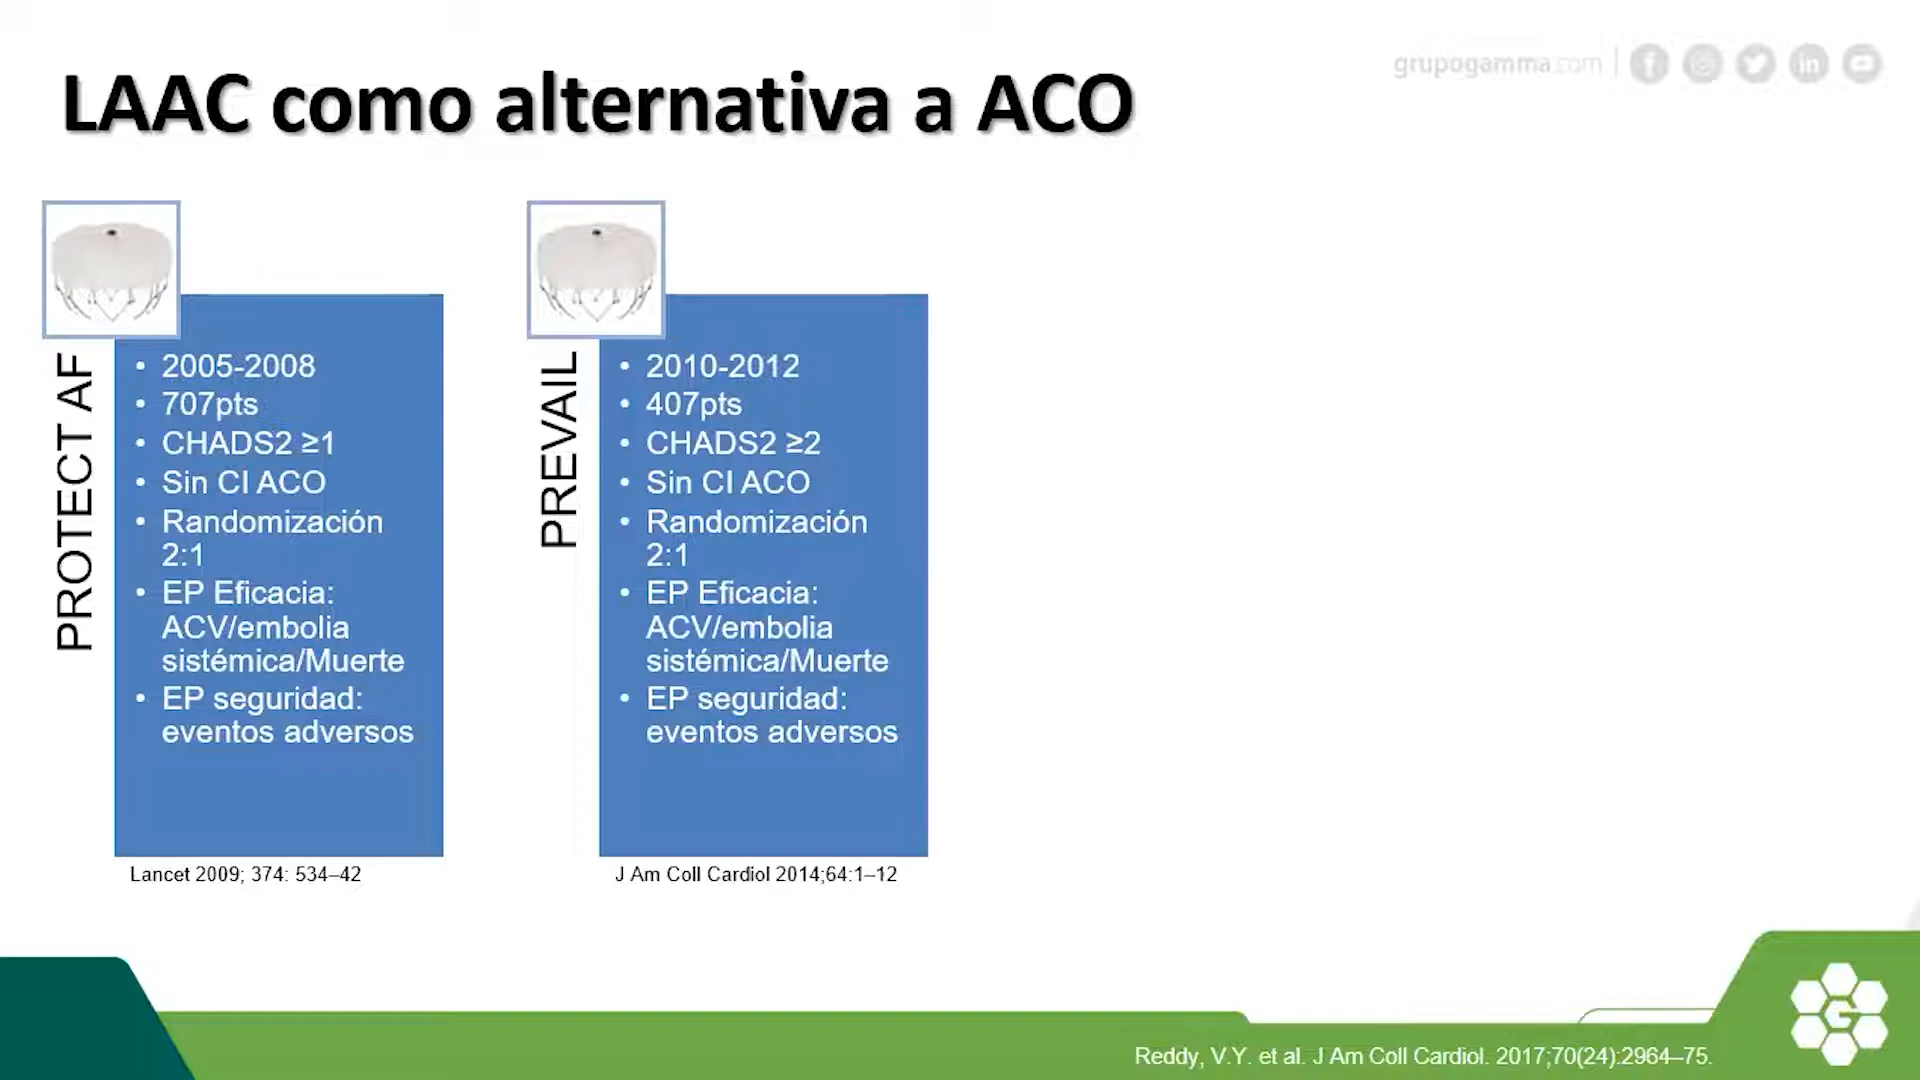 grupogamma.com
LAAC como alternativa a ACO
PROTECT AF
• 2005-2008
• 707pts
• CHADS2 ≥1
• Sin CI ACO
• Randomización
2:1
• EP Eficacia:
ACV/embolia
sistémica/Muerte
• EP seguridad:
eventos adversos
Lancet 2009; 374: 534–42
PREVAIL
• 2010-2012
• 407pts
• CHADS2 ≥2
• Sin CI ACO
• Randomización
2:1
• EP Eficacia:
ACV/embolia
sistémica/Muerte
• EP seguridad:
eventos adversos
J Am Coll Cardiol 2014;64:1–12
Reddy, V.Y. et al. J Am Coll Cardiol. 2017;70(24):2964–75.